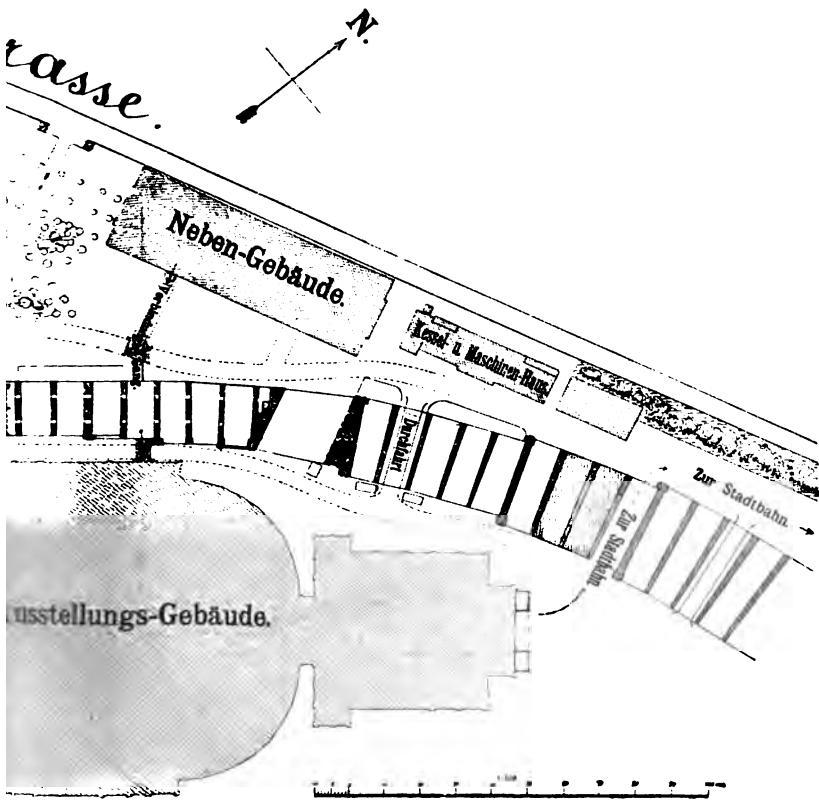 N.
rasse.
Neben-Gebäude.
Kessel- u. Maschinen-Haus.
Durchfahrt
Zur Stadtbahn.
Zur Stadtbahn.
usstellungs-Gebäude.